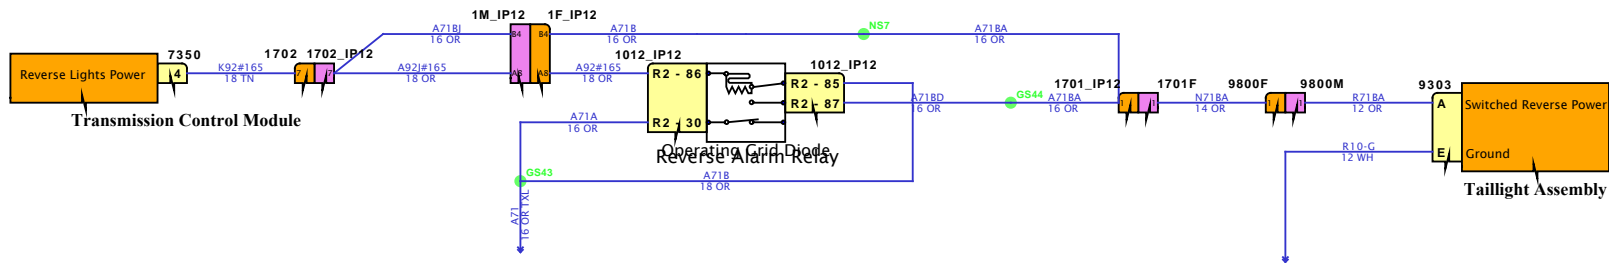 1M_IP12 1F_IP12
A71BJ
16 OR
B4 B4
A71B
16 OR
NS7
A71BA
16 OR
Reverse Lights Power
7350
4
K92#165
18 TN
1702 1702_IP12
7 7
A92J#165
18 OR
A8 A8
A92#165
18 OR
1012_IP12
R2 - 86
R2 - 30
1012_IP12
R2 - 85
R2 - 87
A71BD
16 OR
GS44
A71BA
16 OR
1701_IP12 1701F
1 1
N71BA
14 OR
9800F 9800M
1 1
R71BA
12 OR
9303
A
E
Switched Reverse Power
Ground
Transmission Control Module
A71A
16 OR
Operating Grid Diode
Reverse Alarm Relay
R10-G
12 WH
GS43
A71B
18 OR
Taillight Assembly
A71
16 OR TXL